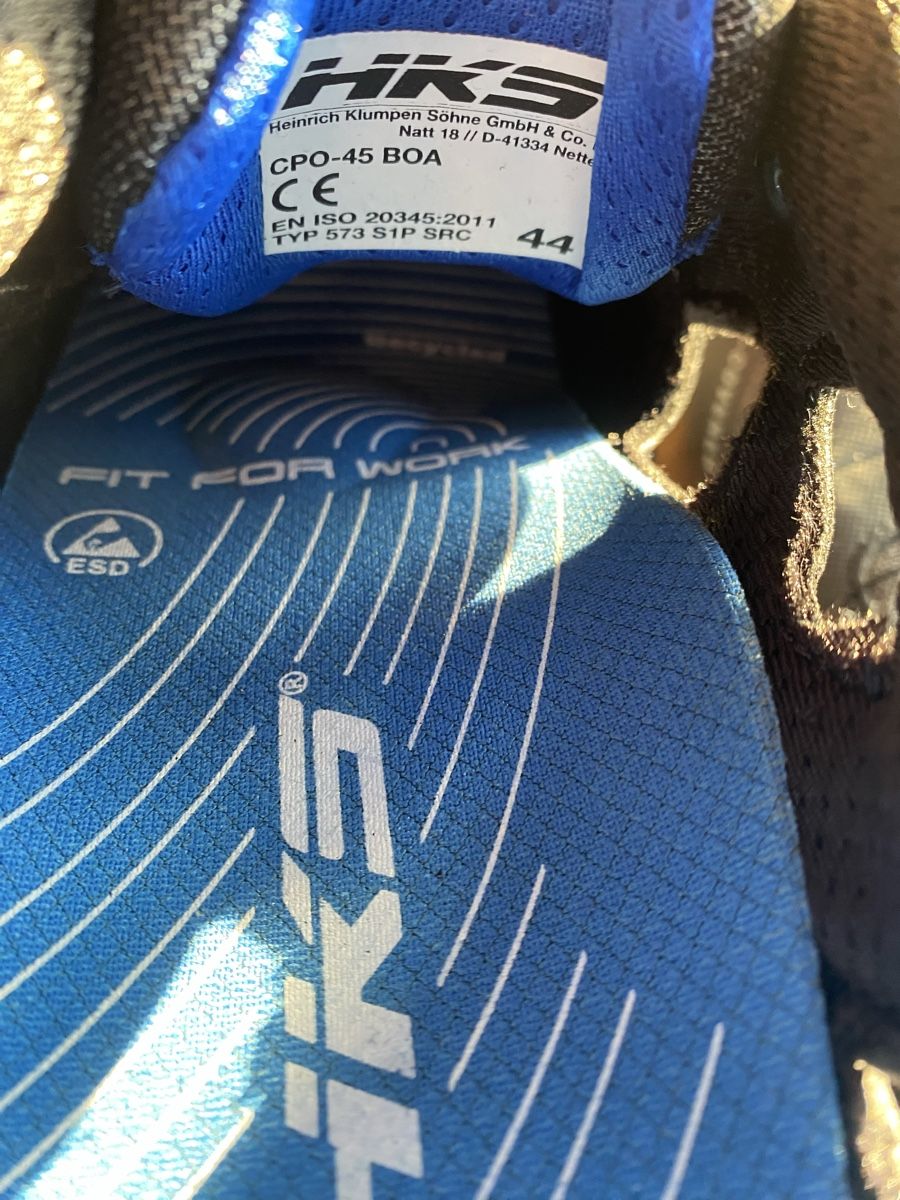 HKS
Heinrich Klumpen Söhne GmbH & Co.
Natt 18 // D-41334 Nette
CPO-45 BOA
CE
EN ISO 20345:2011
TYP 573 S1P SRC 44
FIT FOR WORK
ESD
HKS®